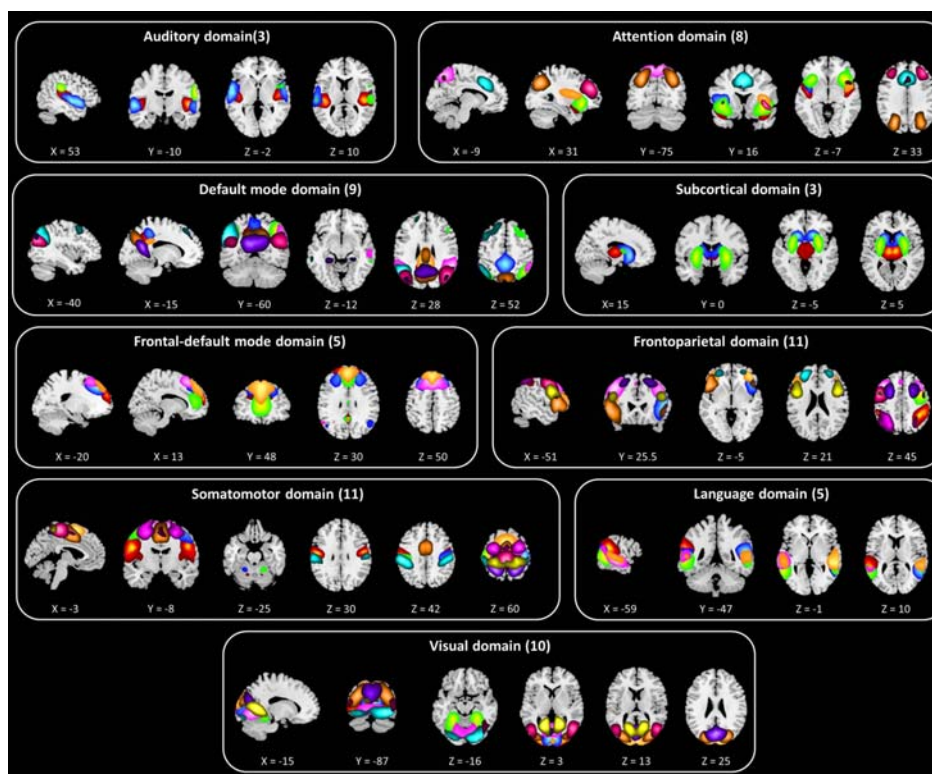 Auditory domain(3)
X = 53 Y = -10 Z = -2 Z = 10
Attention domain (8)
X = -9 X = 31 Y = -75 Y = 16 Z = -7 Z = 33
Default mode domain (9)
X = -40 X = -15 Y = -60 Z = -12 Z = 28 Z = 52
Subcortical domain (3)
X= 15 Y = 0 Z = -5 Z = 5
Frontal-default mode domain (5)
X = -20 X = 13 Y = 48 Z = 30 Z = 50
Frontoparietal domain (11)
X = -51 Y = 25.5 Z = -5 Z = 21 Z = 45
Somatomotor domain (11)
X = -3 Y = -8 Z = -25 Z = 30 Z = 42 Z = 60
Language domain (5)
X = -59 Y = -47 Z = -1 Z = 10
Visual domain (10)
X = -15 Y = -87 Z = -16 Z = 3 Z = 13 Z = 25